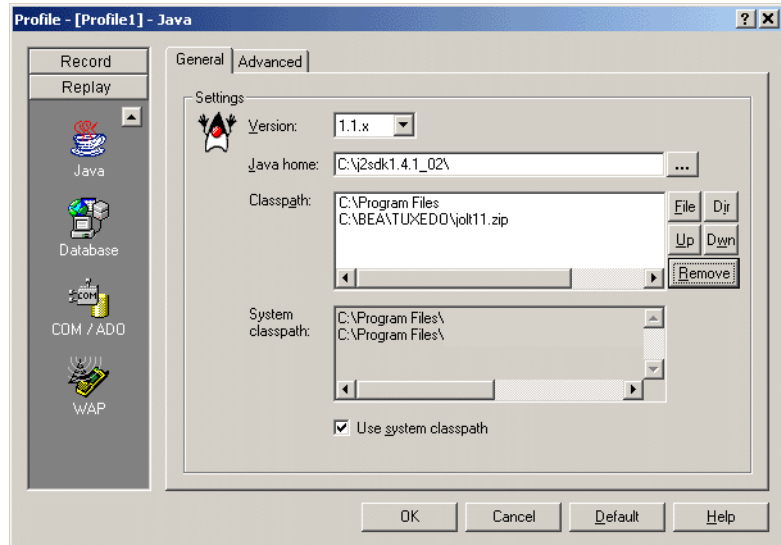 Profile - [Profile1] - Java
Record
Replay
Java
Database
COM
COM / ADO
WAP
General
Advanced
Settings
Version:
1.1.x
Java home:
C:\j2sdk1.4.1_02\
...
Classpath:
C:\Program Files
C:\BEA\TUXEDO\jolt11.zip
File
Dir
Up
Dwn
Remove
System
classpath:
C:\Program Files\
C:\Program Files\
Use system classpath
OK
Cancel
Default
Help